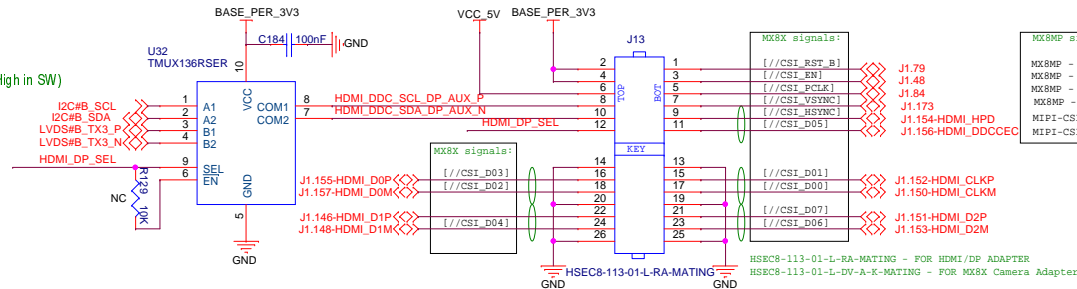 BASE_PER_3V3
VCC_5V
BASE_PER_3V3
C184
100nF
GND
J13
MX8X signals:
MX8MP s
U32
TMUX136RSER
High in SW)
10
VCC
I2C#B_SCL
1
A1
COM1
8
HDMI_DDC_SCL_DP_AUX_P
I2C#B_SDA
2
A2
COM2
7
HDMI_DDC_SDA_DP_AUX_N
LVDS#B_TX3_P
3
B1
LVDS#B_TX3_N
4
B2
HDMI_DP_SEL
HDMI_DP_SEL
9
SEL
6
EN
GND
5
GND
R129
NC
10K
2
1
[//CSI_RST_B]
J1.79
MX8MP -
4
3
[//CSI_EN]
J1.48
MX8MP -
6
5
[//CSI_PCLK]
J1.84
MX8MP -
8
7
[//CSI_VSYNC]
J1.173
MX8MP -
10
9
[//CSI_HSYNC]
J1.154-HDMI_HPD
MIPI-CS
12
11
[//CSI_D05]
J1.156-HDMI_DDCCEC
MIPI-CS
TOP
BOT
KEY
MX8X signals:
14
13
J1.155-HDMI_D0P
[//CSI_D03]
16
15
[//CSI_D01]
J1.152-HDMI_CLKP
J1.157-HDMI_D0M
[//CSI_D02]
18
17
[//CSI_D00]
J1.150-HDMI_CLKM
20
19
J1.146-HDMI_D1P
22
21
[//CSI_D07]
J1.151-HDMI_D2P
J1.148-HDMI_D1M
[//CSI_D04]
24
23
[//CSI_D06]
J1.153-HDMI_D2M
26
25
GND
HSEC8-113-01-L-RA-MATING
GND
HSEC8-113-01-L-RA-MATING - FOR HDMI/DP ADAPTER
HSEC8-113-01-L-DV-A-K-MATING - FOR MX8X Camera Adapter